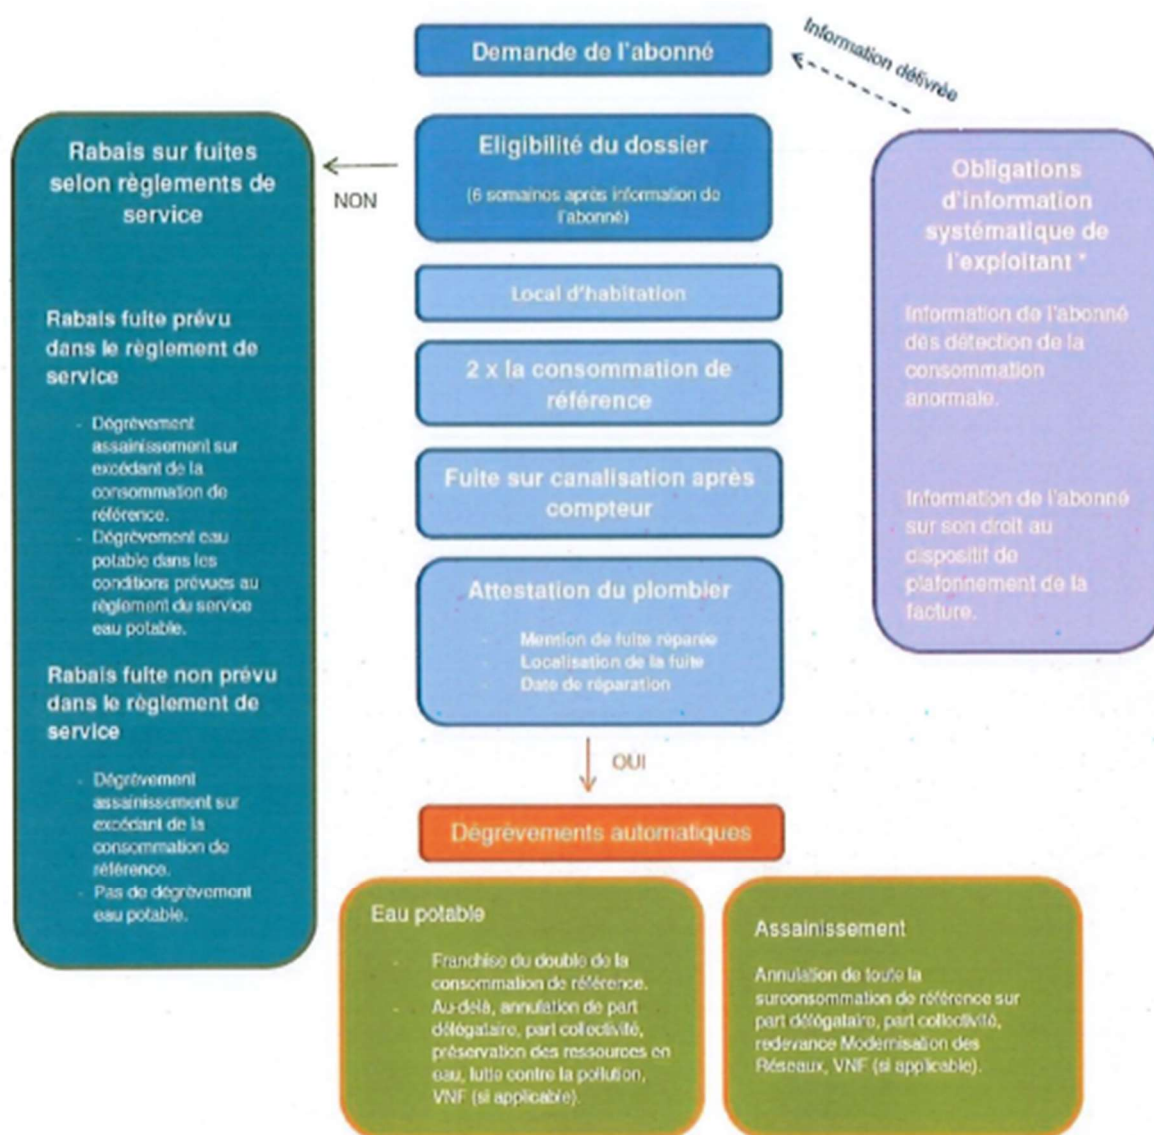 Demande de l'abonné
Information délivrée
Eligibilité du dossier
(6 semaines après information de
l'abonné)
NON
Rabais sur fuites
selon règlements de
service
Rabais fuite prévu
dans le règlement de
service
- Dégrèvement
assainissement sur
excédant de la
consommation de
référence.
- Dégrèvement eau
potable dans les
conditions prévues au
règlement du service
eau potable.
Rabais fuite non prévu
dans le règlement de
service
- Dégrèvement
assainissement sur
excédant de la
consommation de
référence.
- Pas de dégrèvement
eau potable.
Local d'habitation
2 x la consommation de
référence
Fuite sur canalisation après
compteur
Attestation du plombier
- Mention de fuite réparée
- Localisation de la fuite
- Date de réparation
Obligations
d'information
systématique de
l'exploitant *
Information de l'abonné
dès détection de la
consommation
anormale.
Information de l'abonné
sur son droit au
dispositif de
plafonnement de la
facture.
OUI
Dégrèvements automatiques
Eau potable
- Franchise du double de la
consommation de référence.
- Au-delà, annulation de part
délégataire, part collectivité,
préservation des ressources en
eau, lutte contre la pollution,
VNF (si applicable).
Assainissement
Annulation de toute la
surconsommation de référence sur
part délégataire, part collectivité,
redevance Modernisation des
Réseaux, VNF (si applicable).